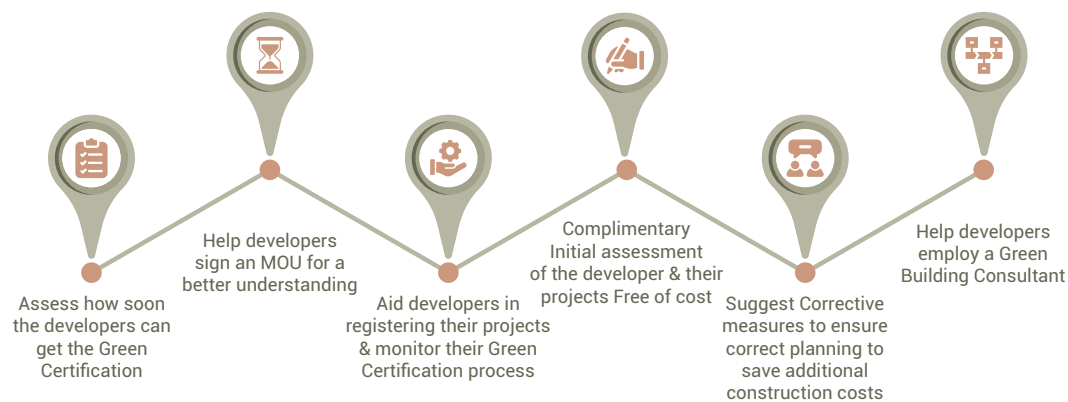 Assess how soon
the developers can
get the Green
Certification
Help developers
sign an MOU for a
better understanding
Aid developers in
registering their projects
& monitor their Green
Certification process
Complimentary
Initial assessment
of the developer & their
projects Free of cost
Suggest Corrective
measures to ensure
correct planning to
save additional
construction costs
Help developers
employ a Green
Building Consultant